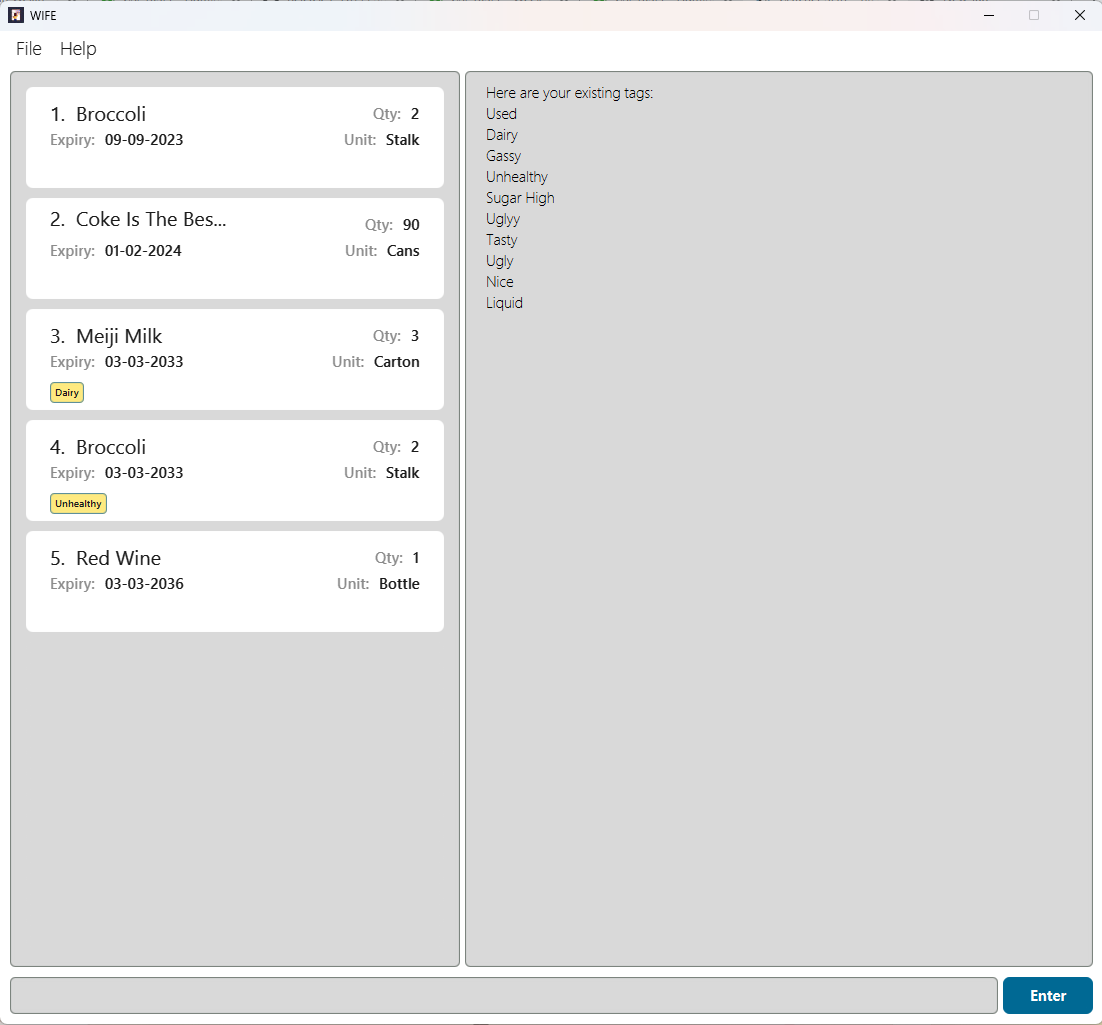 WIFE
File Help
1. Broccoli Qty: 2
Expiry: 09-09-2023 Unit: Stalk
2. Coke Is The Bes... Qty: 90
Expiry: 01-02-2024 Unit: Cans
3. Meiji Milk Qty: 3
Expiry: 03-03-2033 Unit: Carton
Dairy
4. Broccoli Qty: 2
Expiry: 03-03-2033 Unit: Stalk
Unhealthy
5. Red Wine Qty: 1
Expiry: 03-03-2036 Unit: Bottle
Here are your existing tags:
Used
Dairy
Gassy
Unhealthy
Sugar High
Uglyy
Tasty
Ugly
Nice
Liquid
Enter